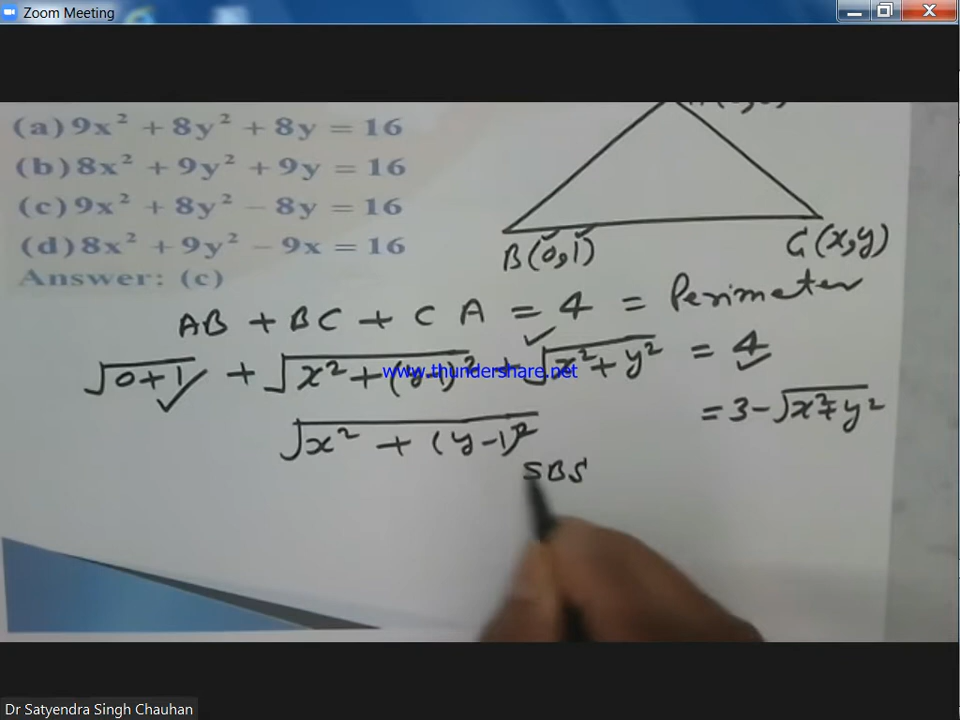 Zoom Meeting
(a) 9x² + 8y² + 8y = 16
(b) 8x² + 9y² + 9y = 16
(c) 9x² + 8y² - 8y = 16
(d) 8x² + 9y² - 9x = 16
Answer: (c)
B(0,1)
C(x,y)
AB + BC + CA = 4 = Perimeter
√0+1 + √x²+(y-1)² + √x²+y² = 4
www.thundershare.net
√x² + (y-1)² = 3-√x²+y²
SBS
Dr Satyendra Singh Chauhan